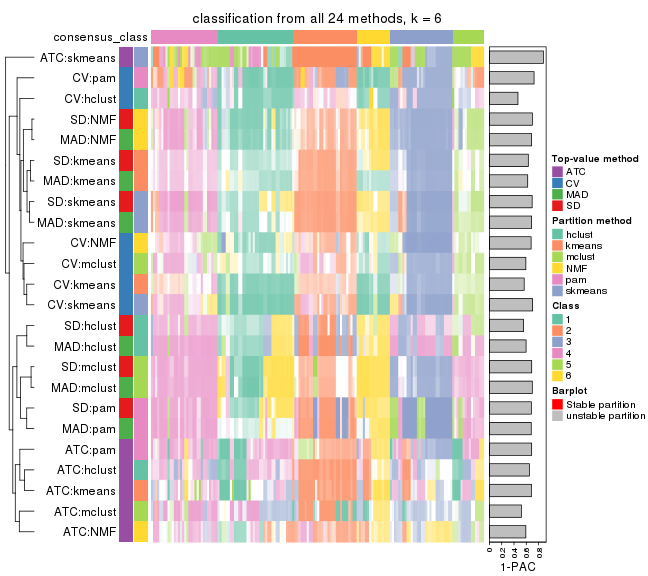 classification from all 24 methods, k = 6
consensus_class
ATC:skmeans
CV:pam
CV:hclust
SD:NMF
MAD:NMF
SD:kmeans
MAD:kmeans
SD:skmeans
MAD:skmeans
CV:NMF
CV:mclust
CV:kmeans
CV:skmeans
SD:hclust
MAD:hclust
SD:mclust
MAD:mclust
SD:pam
MAD:pam
ATC:pam
ATC:hclust
ATC:kmeans
ATC:mclust
ATC:NMF
0 0.2 0.4 0.6 0.8
1-PAC
Top-value method
ATC
CV
MAD
SD
Partition method
hclust
kmeans
mclust
NMF
pam
skmeans
Class
1
2
3
4
5
6
Barplot
Stable partition
unstable partition